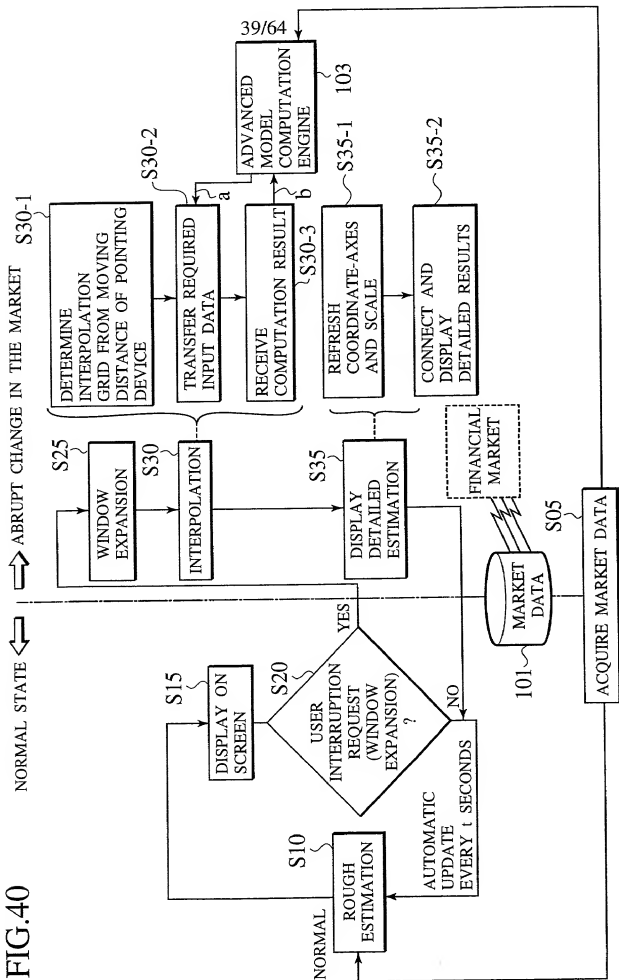 FIG.40
NORMAL STATE
ABRUPT CHANGE IN THE MARKET
39/64
NORMAL
S10
ROUGH
ESTIMATION
AUTOMATIC
UPDATE
EVERY t SECONDS
S15
DISPLAY ON
SCREEN
S20
USER
INTERRUPTION
REQUEST
(WINDOW
EXPANSION)
?
YES
NO
S25
WINDOW
EXPANSION
S30
INTERPOLATION
S35
DISPLAY
DETAILED
ESTIMATION
S30-1
DETERMINE
INTERPOLATION
GRID FROM MOVING
DISTANCE OF POINTING
DEVICE
S30-2
TRANSFER REQUIRED
INPUT DATA
RECEIVE
COMPUTATION RESULT
S30-3
a
b
ADVANCED
MODEL
COMPUTATION
ENGINE
103
S35-1
REFRESH
COORDINATE-AXES
AND SCALE
S35-2
CONNECT AND
DISPLAY
DETAILED RESULTS
FINANCIAL
MARKET
MARKET
DATA
101
S05
ACQUIRE MARKET DATA